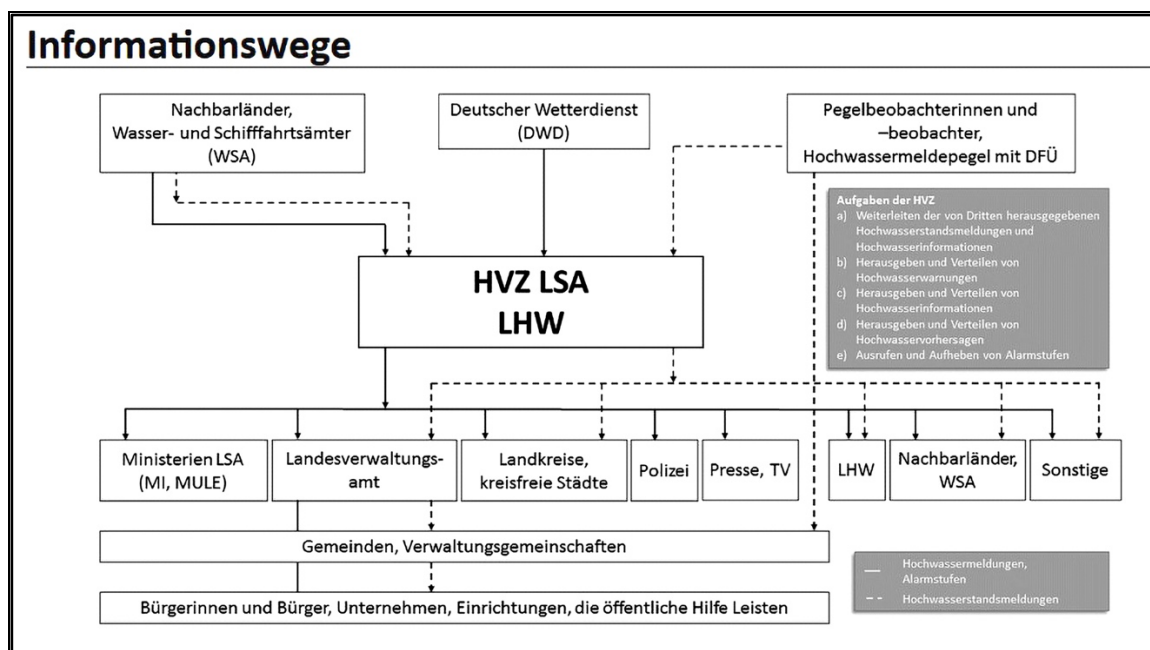 Informationswege
Nachbarländer,
Wasser- und Schifffahrtsämter
(WSA)
Deutscher Wetterdienst
(DWD)
Pegelbeobachterinnen und
–beobachter,
Hochwassermeldepegel mit DFÜ
Aufgaben der HVZ
a) Weiterleiten der von Dritten herausgegebenen
Hochwasserstandsmeldungen und
Hochwasserinformationen
b) Herausgeben und Verteilen von
Hochwasserwarnungen
c) Herausgeben und Verteilen von
Hochwasserinformationen
d) Herausgeben und Verteilen von
Hochwasservorhersagen
e) Ausrufen und Aufheben von Alarmstufen
HVZ LSA
LHW
Ministerien LSA
(MI, MULE)
Landesverwaltungs-
amt
Landkreise,
kreisfreie Städte
Polizei
Presse, TV
LHW
Nachbarländer,
WSA
Sonstige
Gemeinden, Verwaltungsgemeinschaften
Bürgerinnen und Bürger, Unternehmen, Einrichtungen, die öffentliche Hilfe Leisten
Hochwassermeldungen,
Alarmstufen
Hochwasserstandsmeldungen